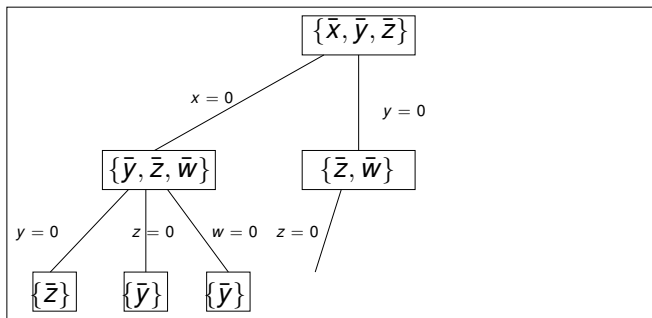 {x̄, ȳ, z̄}
x = 0
y = 0
{ȳ, z̄, w̄}
{z̄, w̄}
y = 0
z = 0
w = 0
z = 0
{z̄}
{ȳ}
{ȳ}